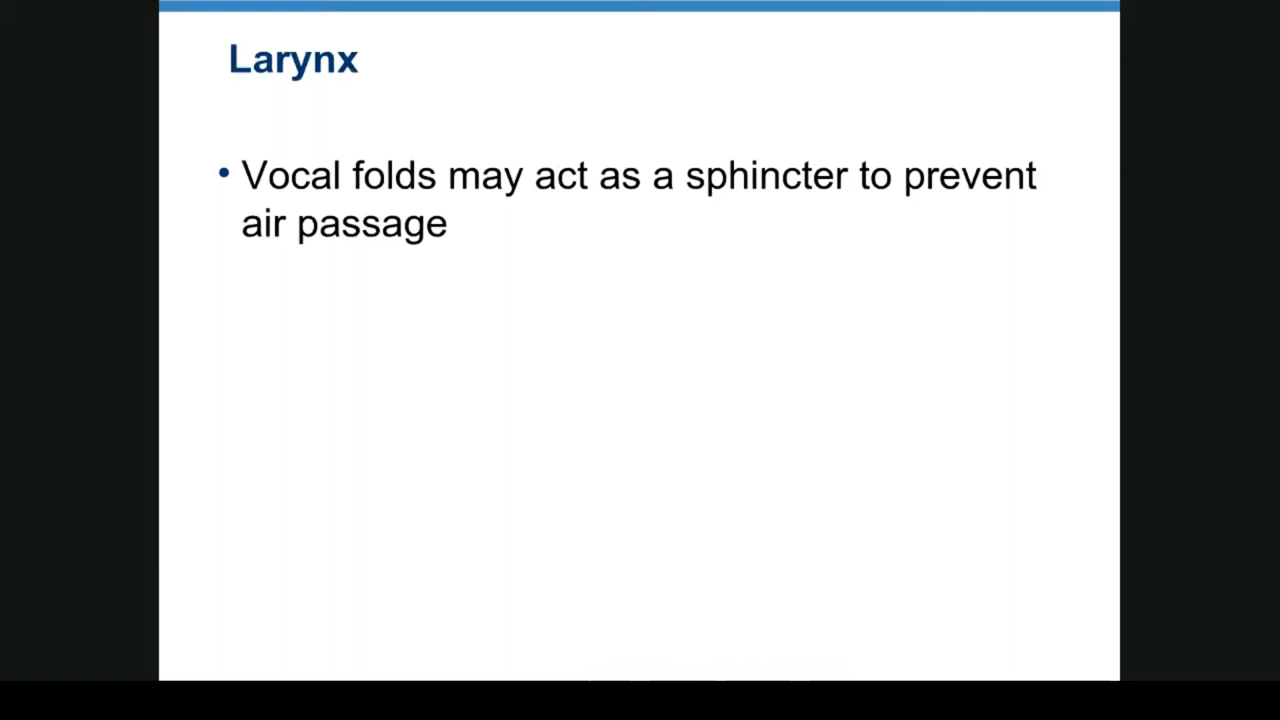 Larynx
• Vocal folds may act as a sphincter to prevent
air passage